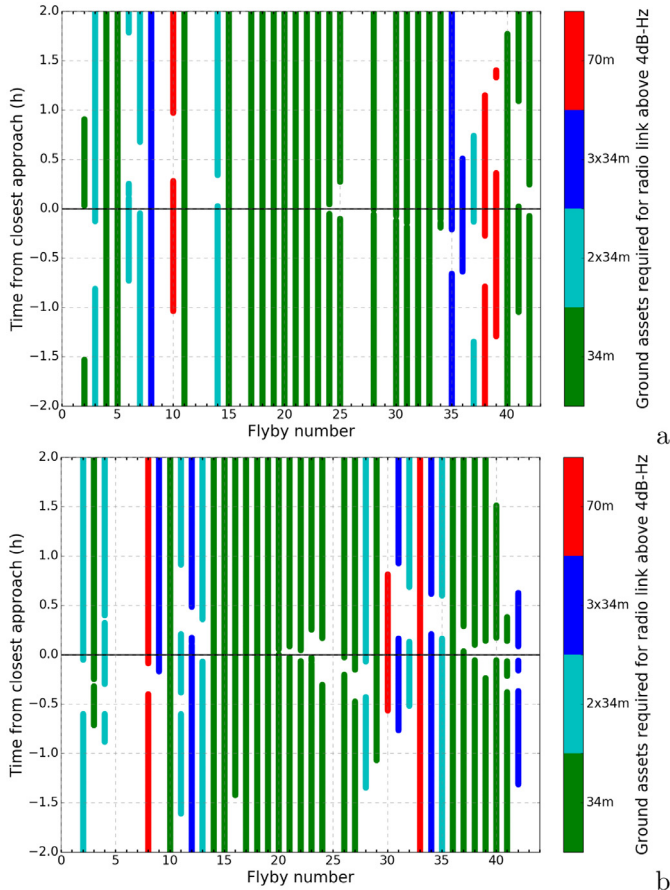 2.0
1.5
1.0
0.5
0.0
−0.5
−1.0
−1.5
−2.0
Time from closest approach (h)
0 5 10 15 20 25 30 35 40
Flyby number
70m
3x34m
2x34m
34m
Ground assets required for radio link above 4dB-Hz
a
2.0
1.5
1.0
0.5
0.0
−0.5
−1.0
−1.5
−2.0
Time from closest approach (h)
0 5 10 15 20 25 30 35 40
Flyby number
70m
3x34m
2x34m
34m
Ground assets required for radio link above 4dB-Hz
b